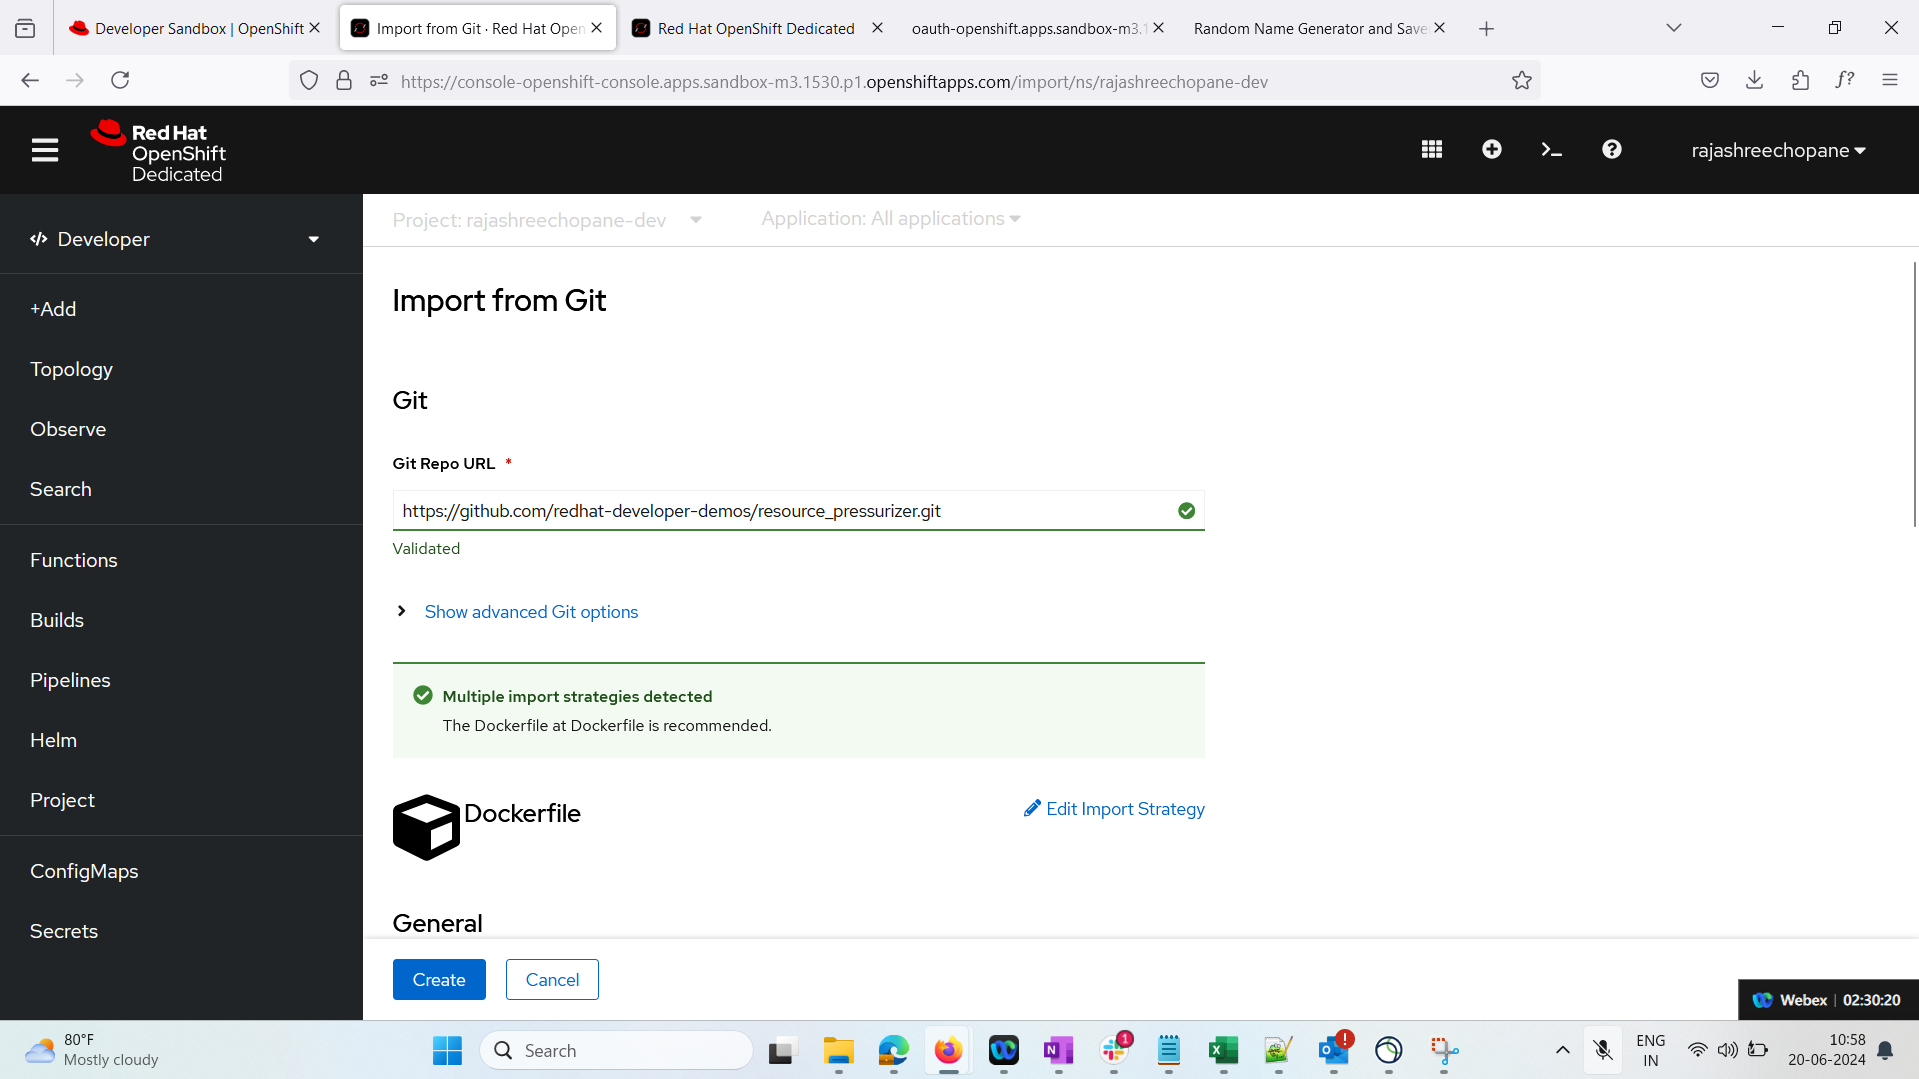 Developer Sandbox | OpenShift
Import from Git · Red Hat Open
Red Hat OpenShift Dedicated
oauth-openshift.apps.sandbox-m3.1
Random Name Generator and Save
https://console-openshift-console.apps.sandbox-m3.1530.p1.openshiftapps.com/import/ns/rajashreechopane-dev
Red Hat
OpenShift
Dedicated
rajashreechopane
Developer
+Add
Topology
Observe
Search
Functions
Builds
Pipelines
Helm
Project
ConfigMaps
Secrets
Project: rajashreechopane-dev
Application: All applications
Import from Git
Git
Git Repo URL *
https://github.com/redhat-developer-demos/resource_pressurizer.git
Validated
Show advanced Git options
Multiple import strategies detected
The Dockerfile at Dockerfile is recommended.
Dockerfile
Edit Import Strategy
General
Create
Cancel
Webex | 02:30:20
80°F
Mostly cloudy
Search
1
ENG
IN
10:58
20-06-2024